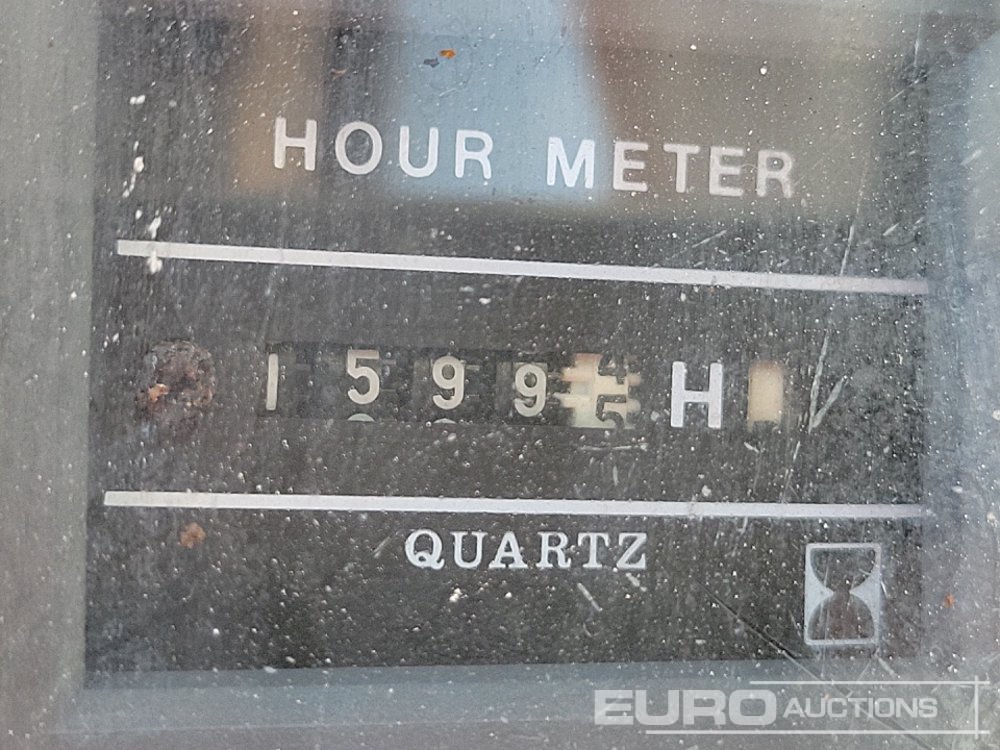 HOUR METER
1599 H
QUARTZ
EURO AUCTIONS